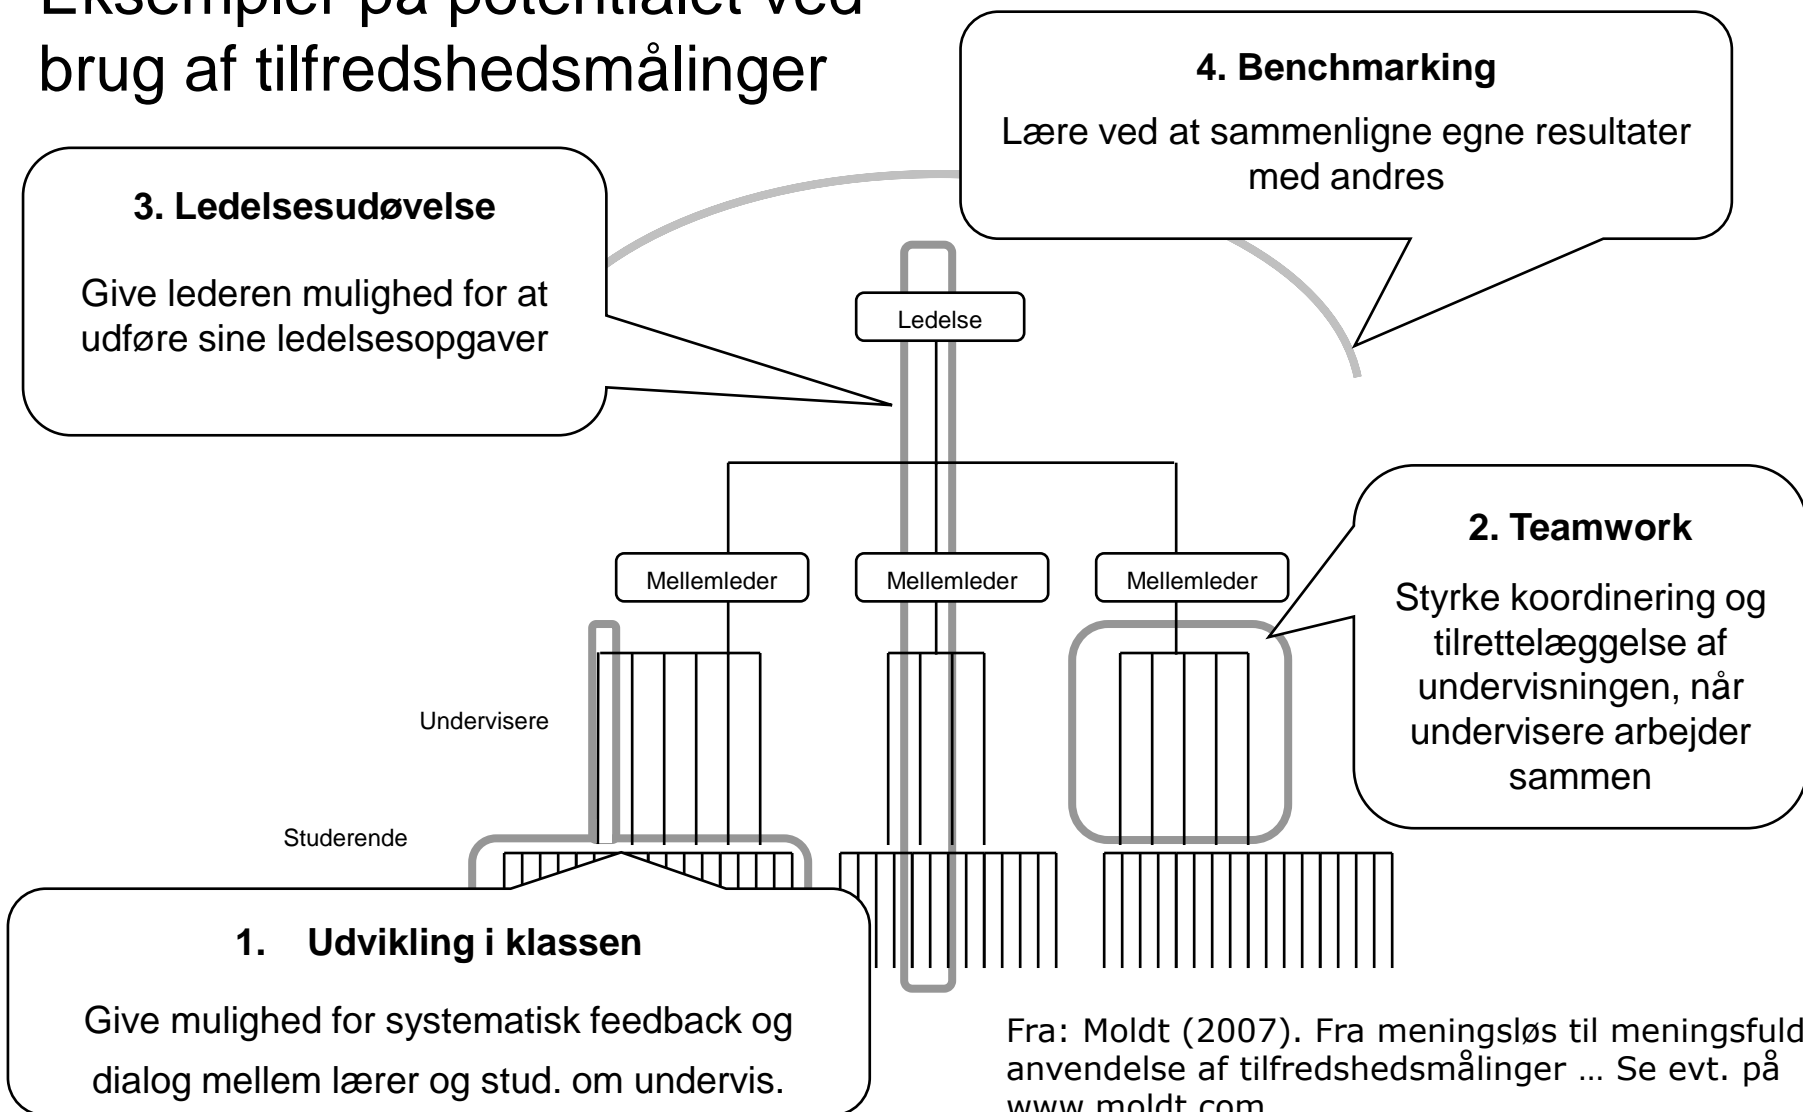 Eksempler på potentialet ved
brug af tilfredshedsmålinger
4. Benchmarking
Lære ved at sammenligne egne resultater
med andres
3. Ledelsesudøvelse
Give lederen mulighed for at
udføre sine ledelsesopgaver
Ledelse
Mellemleder
Mellemleder
Mellemleder
2. Teamwork
Styrke koordinering og
tilrettelæggelse af
undervisningen, når
undervisere arbejder
sammen
Undervisere
Studerende
1. Udvikling i klassen
Give mulighed for systematisk feedback og
dialog mellem lærer og stud. om undervis.
Fra: Moldt (2007). Fra meningsløs til meningsfuld
anvendelse af tilfredshedsmålinger … Se evt. på
www.moldt.com